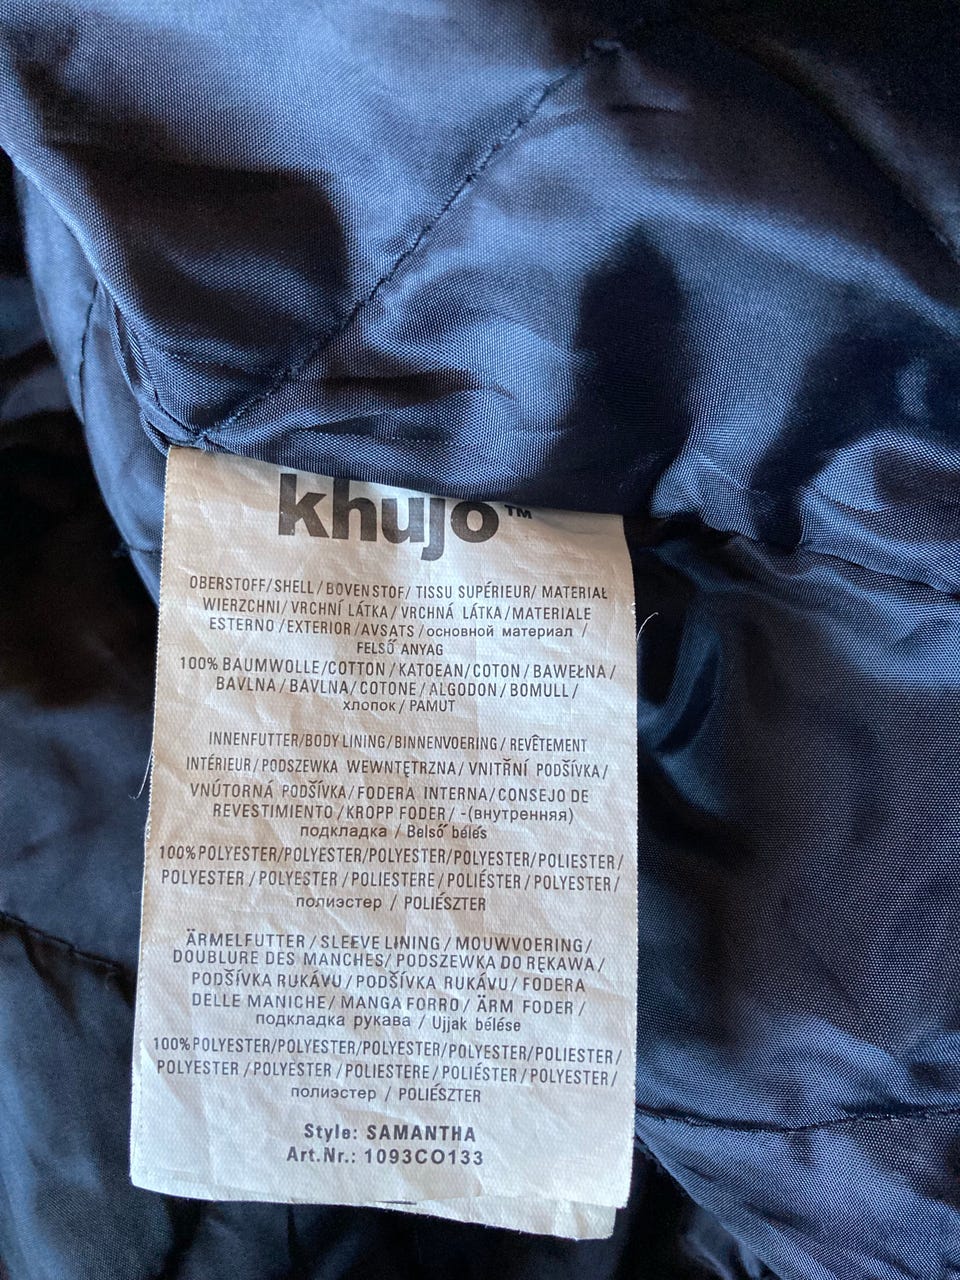 khujo™
OBERSTOFF/SHELL/BOVENSTOF/ TISSU SUPÉRIEUR/ MATERIAŁ
WIERZCHNI/VRCHNÍ LÁTKA/VRCHNÁ LÁTKA/MATERIALE
ESTERNO/EXTERIOR/AVSATS/основной материал /
FELSŐ ANYAG
100% BAUMWOLLE/COTTON/KATOEAN/COTON/BAWEŁNA/
BAVLNA/BAVLNA/COTONE/ALGODON/BOMULL/
хлопок/PAMUT
INNENFUTTER/BODY LINING/BINNENVOERING/REVÊTEMENT
INTÉRIEUR/PODSZEWKA WEWNTĘTRZNA/VNITŘNI PODŠÍVKA/
VNÚTORNÁ PODŠÍVKA/FODERA INTERNA/CONSEJO DE
REVESTIMIENTO/KROPP FODER/-(внутренняя)
подкладка / Belső bélés
100%POLYESTER/POLYESTER/POLYESTER/POLYESTER/POLIESTER/
POLYESTER/POLYESTER/POLIESTERE/POLIÉSTER/POLYESTER/
полиэстер / POLIÉSZTER
ÄRMELFUTTER/SLEEVE LINING/MOUWVOERING/
DOUBLURE DES MANCHES/PODSZEWKA DO RĘKAWA/
PODŠÍVKA RUKÁVU/PODŠÍVKA RUKÁVU/FODERA
DELLE MANICHE/MANGA FORRO/ÄRM FODER/
подкладка рукава / Ujjak bélése
100%POLYESTER/POLYESTER/POLYESTER/POLYESTER/POLIESTER/
POLYESTER/POLYESTER/POLIESTERE/POLIÉSTER/POLYESTER/
полиэстер / POLIÉSZTER
Style: SAMANTHA
Art.Nr.: 1093CO133